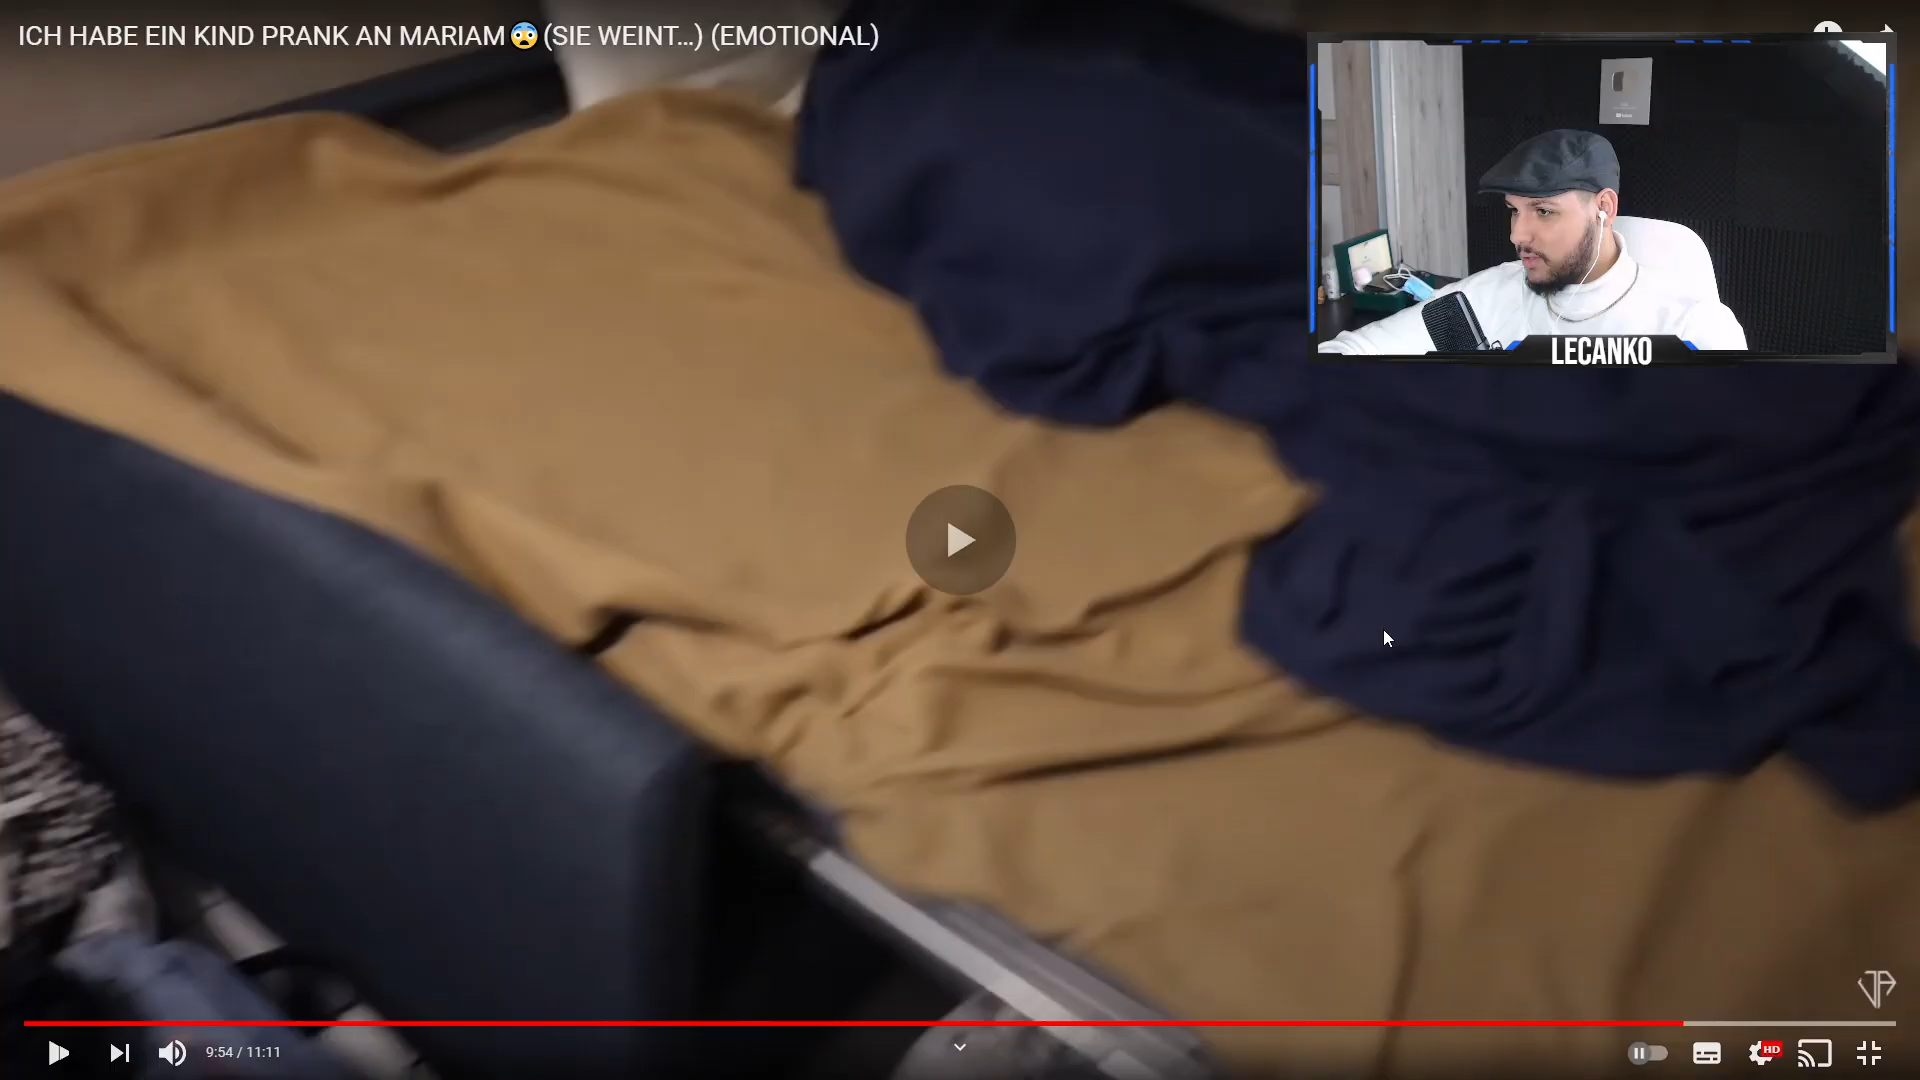 ICH HABE EIN KIND PRANK AN MARIAM😨(SIE WEINT...) (EMOTIONAL)
LECANKO
9:54 / 11:11
HD